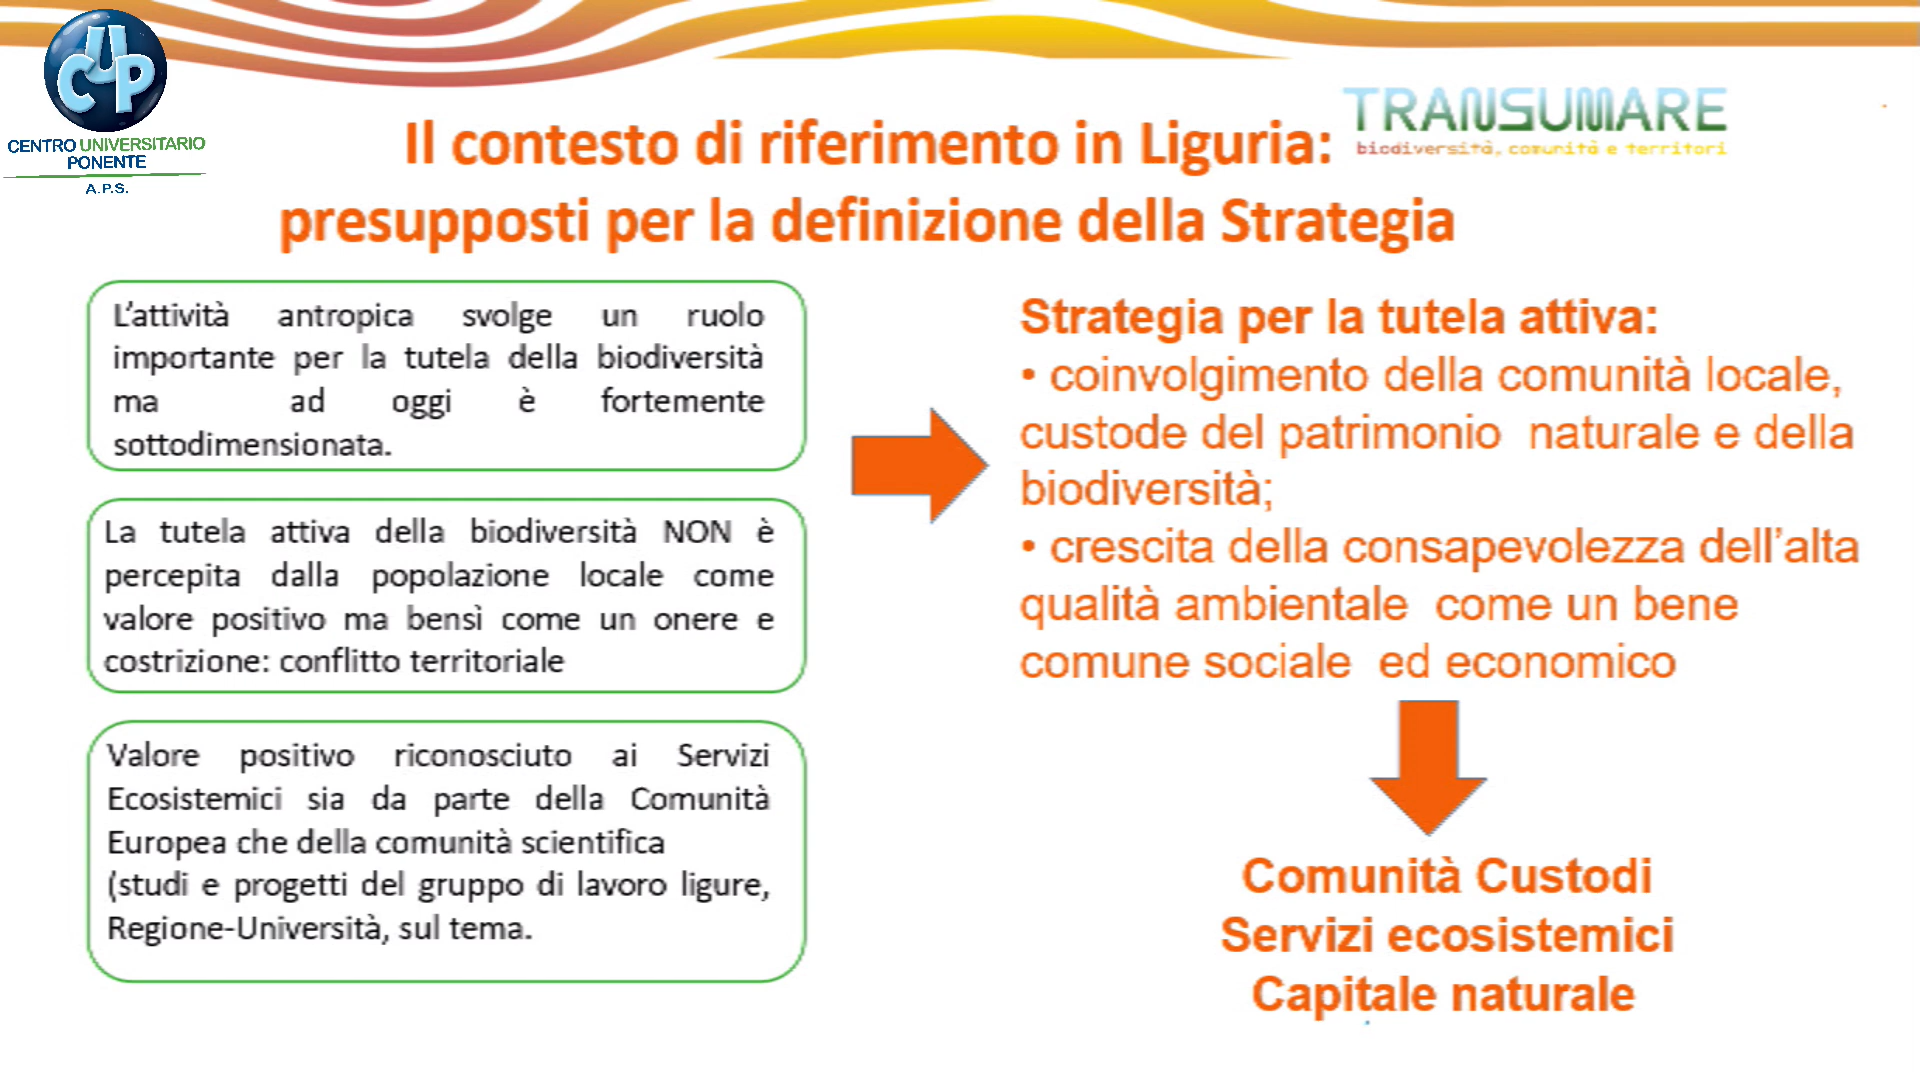 CUP
CENTRO UNIVERSITARIO
PONENTE
A.P.S.
TRANSUMARE
biodiversità, comunità e territori
Il contesto di riferimento in Liguria:
presupposti per la definizione della Strategia
L'attività antropica svolge un ruolo
importante per la tutela della biodiversità
ma ad oggi è fortemente
sottodimensionata.
La tutela attiva della biodiversità NON è
percepita dalla popolazione locale come
valore positivo ma bensì come un onere e
costrizione: conflitto territoriale
Valore positivo riconosciuto ai Servizi
Ecosistemici sia da parte della Comunità
Europea che della comunità scientifica
(studi e progetti del gruppo di lavoro ligure,
Regione-Università, sul tema.
Strategia per la tutela attiva:
• coinvolgimento della comunità locale,
custode del patrimonio naturale e della
biodiversità;
• crescita della consapevolezza dell'alta
qualità ambientale come un bene
comune sociale ed economico
Comunità Custodi
Servizi ecosistemici
Capitale naturale